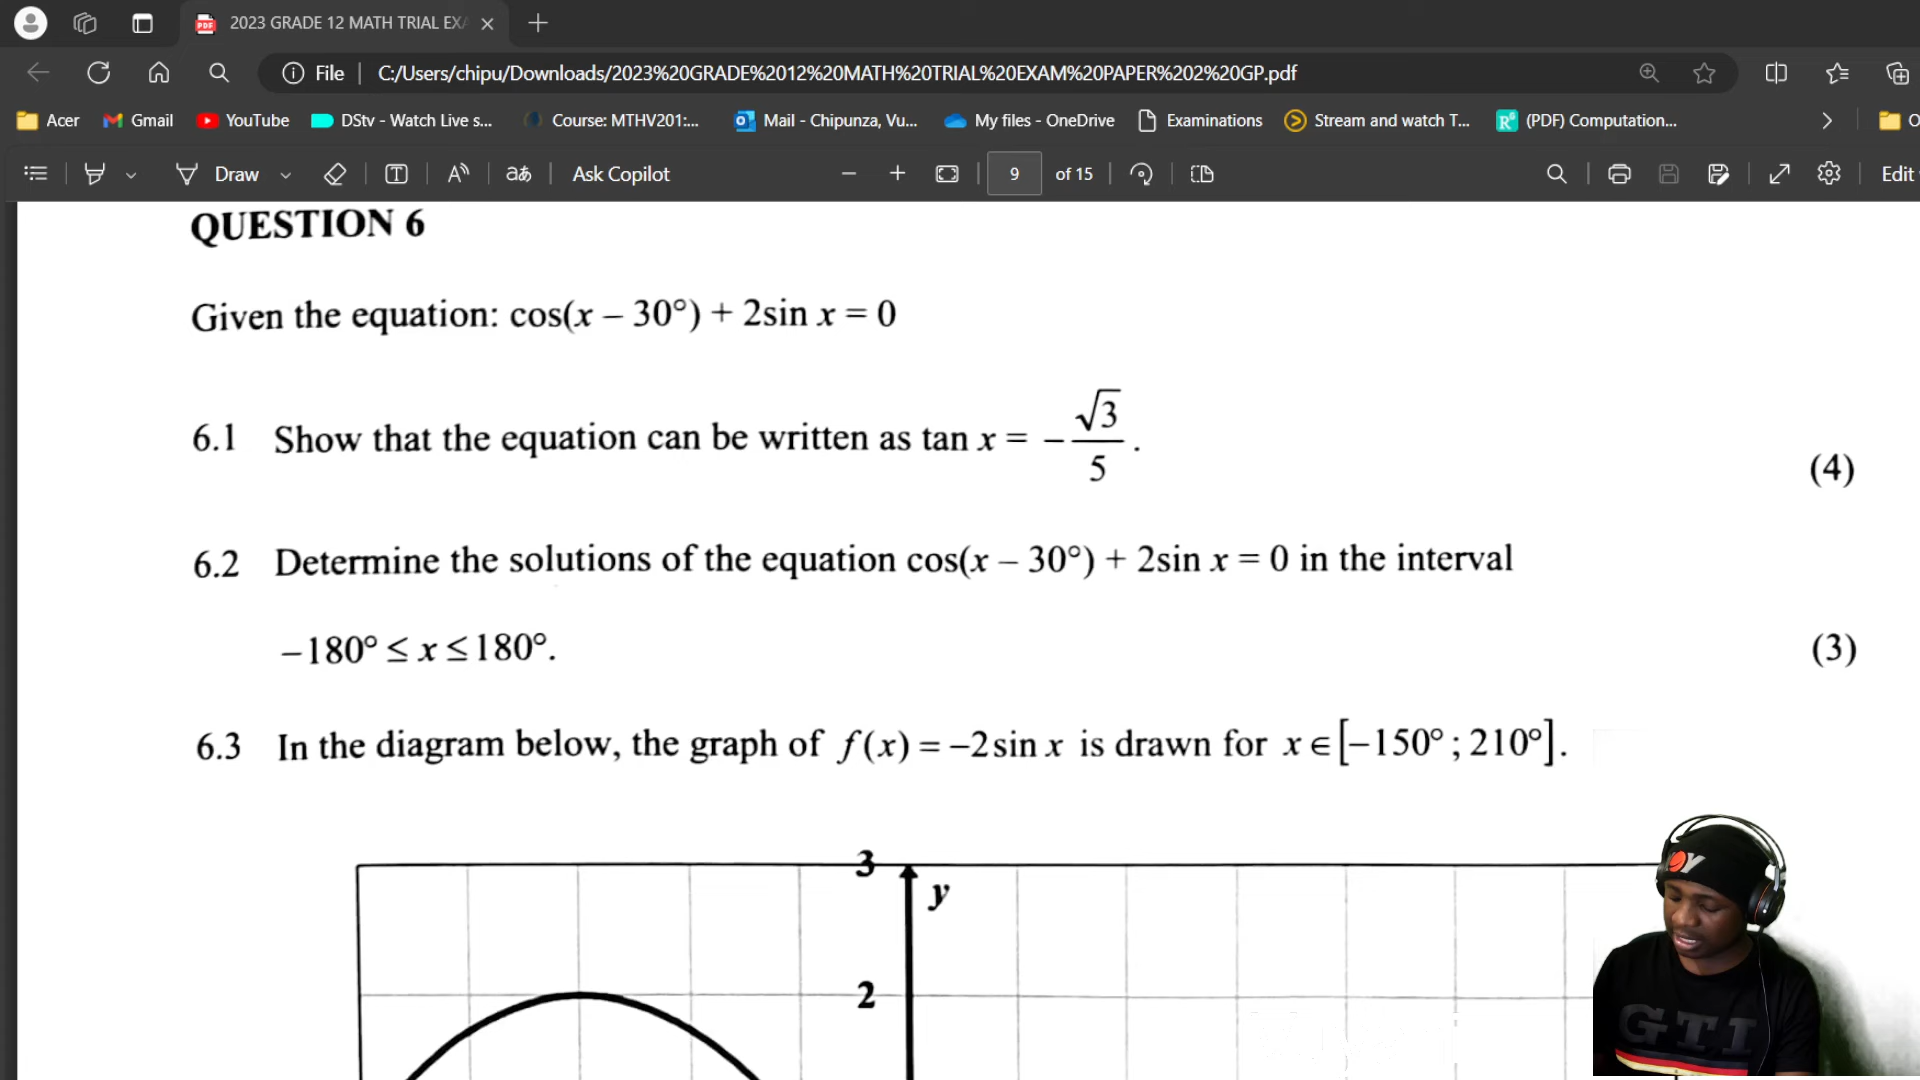 2023 GRADE 12 MATH TRIAL EXA
File
C:/Users/chipu/Downloads/2023%20GRADE%2012%20MATH%20TRIAL%20EXAM%20PAPER%202%20GP.pdf
Acer
Gmail
YouTube
DStv - Watch Live s...
Course: MTHV201:...
Mail - Chipunza, Vu...
My files - OneDrive
Examinations
Stream and watch T...
(PDF) Computation...
Draw
Ask Copilot
9 of 15
Edit
QUESTION 6
Given the equation: cos(x – 30°) + 2sin x = 0
6.1 Show that the equation can be written as tan x = –√3/5.
(4)
6.2 Determine the solutions of the equation cos(x – 30°) + 2sin x = 0 in the interval
–180° ≤ x ≤ 180°.
(3)
6.3 In the diagram below, the graph of f(x) = –2sin x is drawn for x ∈ [–150° ; 210°].
3
y
2
GTI